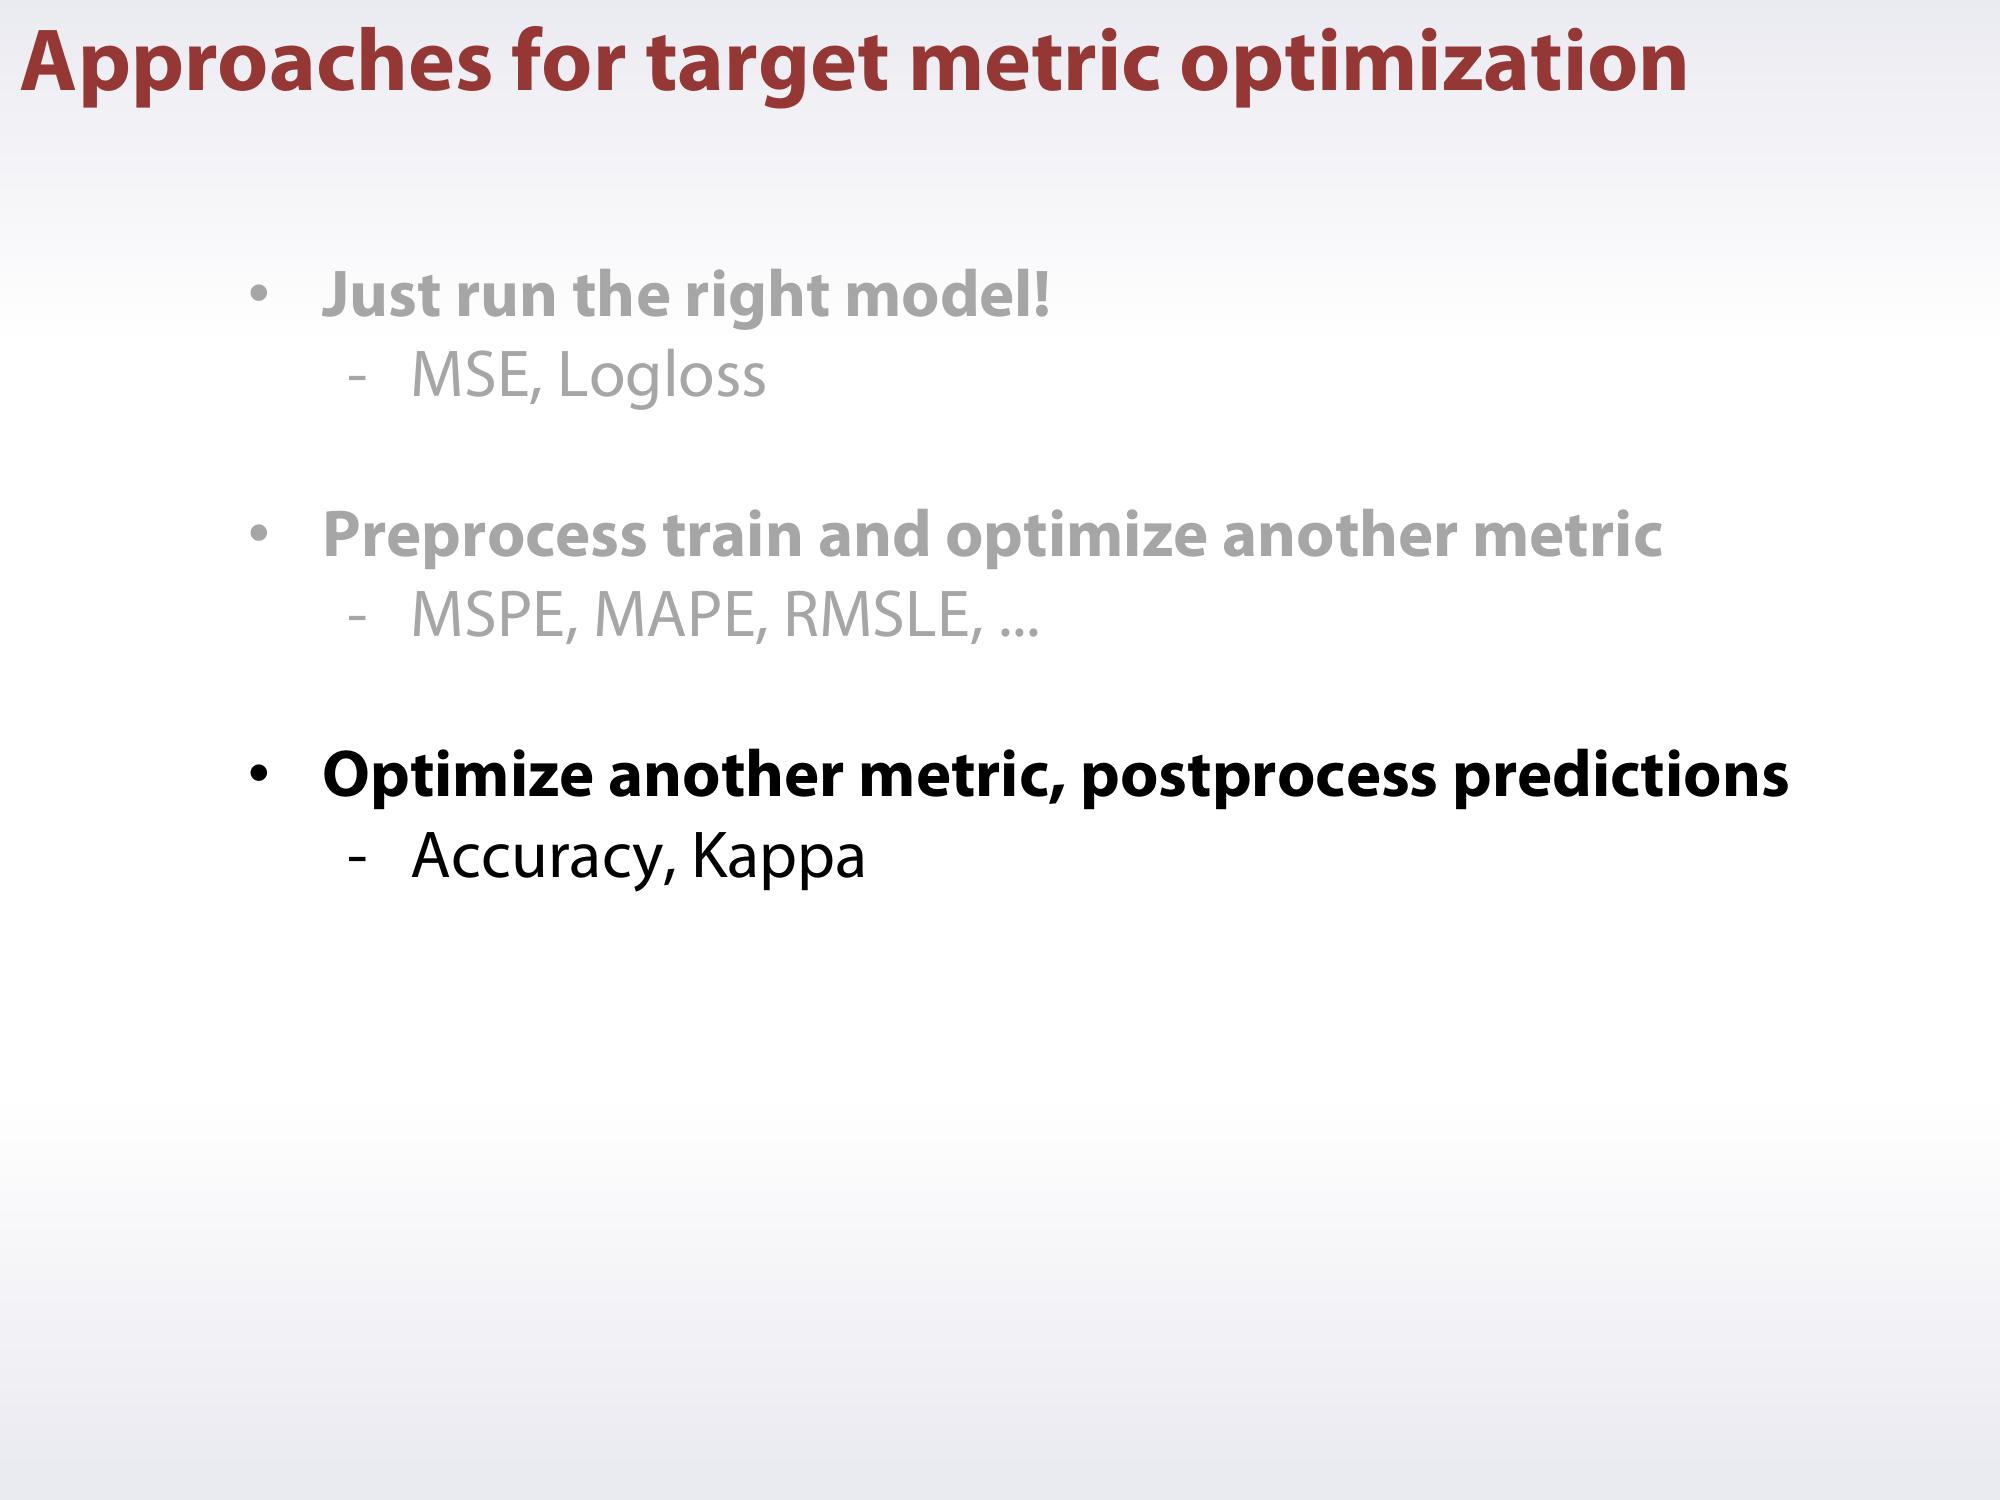 Approaches for target metric optimization
• Just run the right model!
- MSE, Logloss
• Preprocess train and optimize another metric
- MSPE, MAPE, RMSLE, ...
• Optimize another metric, postprocess predictions
- Accuracy, Kappa